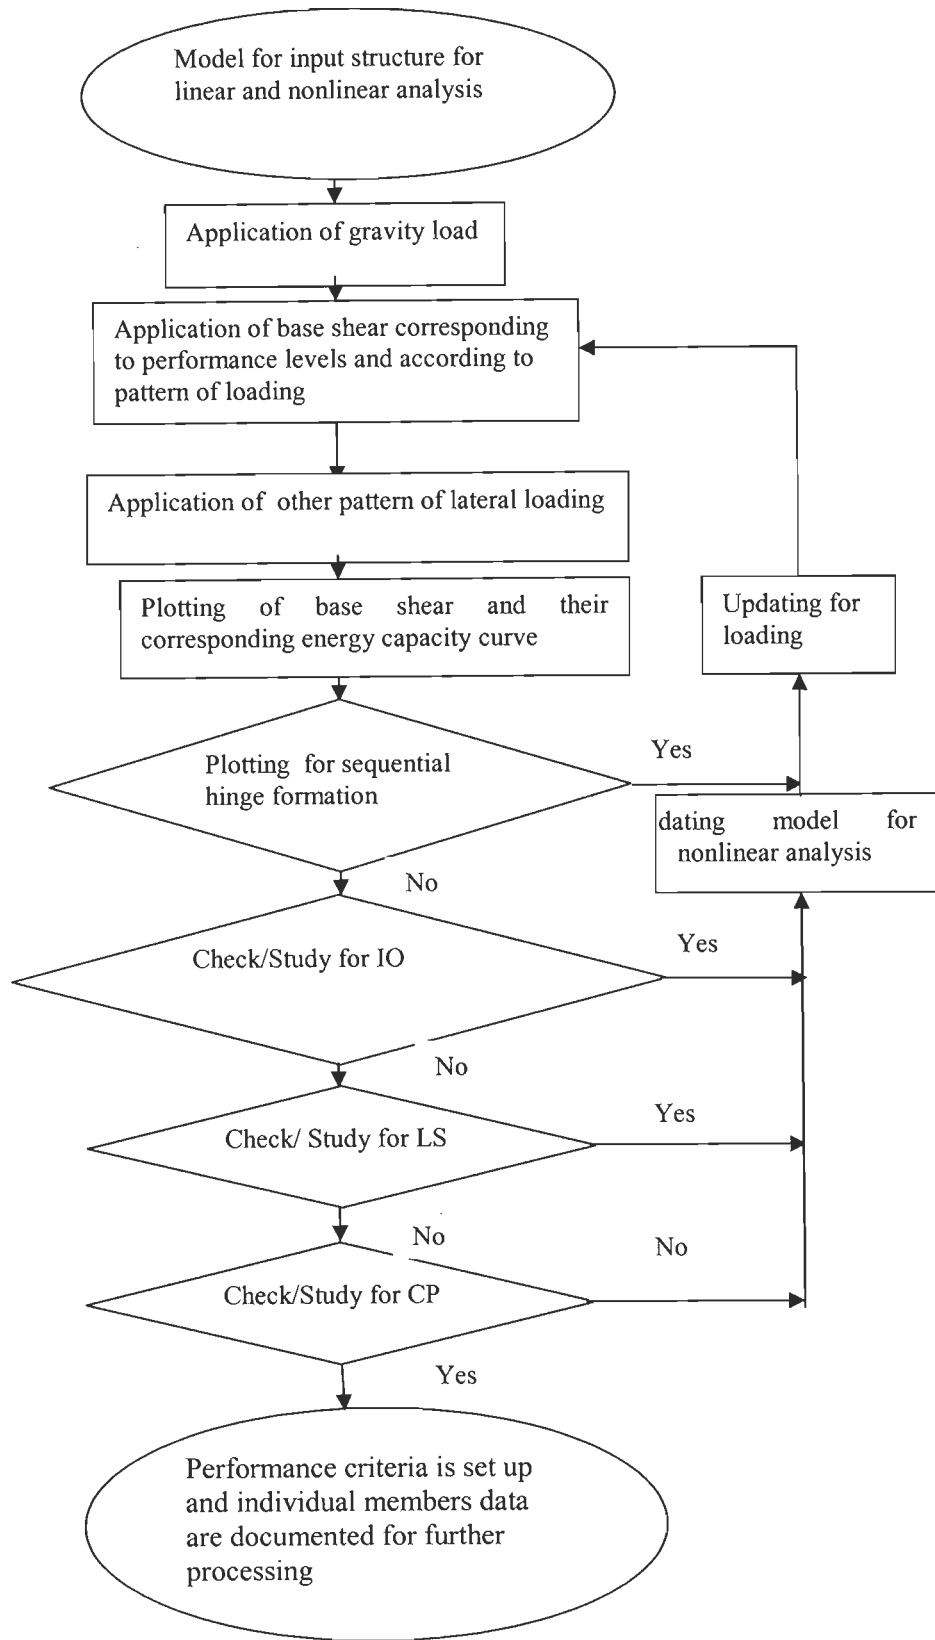 Model for input structure for
linear and nonlinear analysis
Application of gravity load
Application of base shear corresponding
to performance levels and according to
pattern of loading
Application of other pattern of lateral loading
Plotting of base shear and their
corresponding energy capacity curve
Updating for
loading
Plotting for sequential
hinge formation
Yes
dating model for
nonlinear analysis
No
Check/Study for IO
Yes
No
Check/ Study for LS
Yes
No
No
Check/Study for CP
Yes
Performance criteria is set up
and individual members data
are documented for further
processing